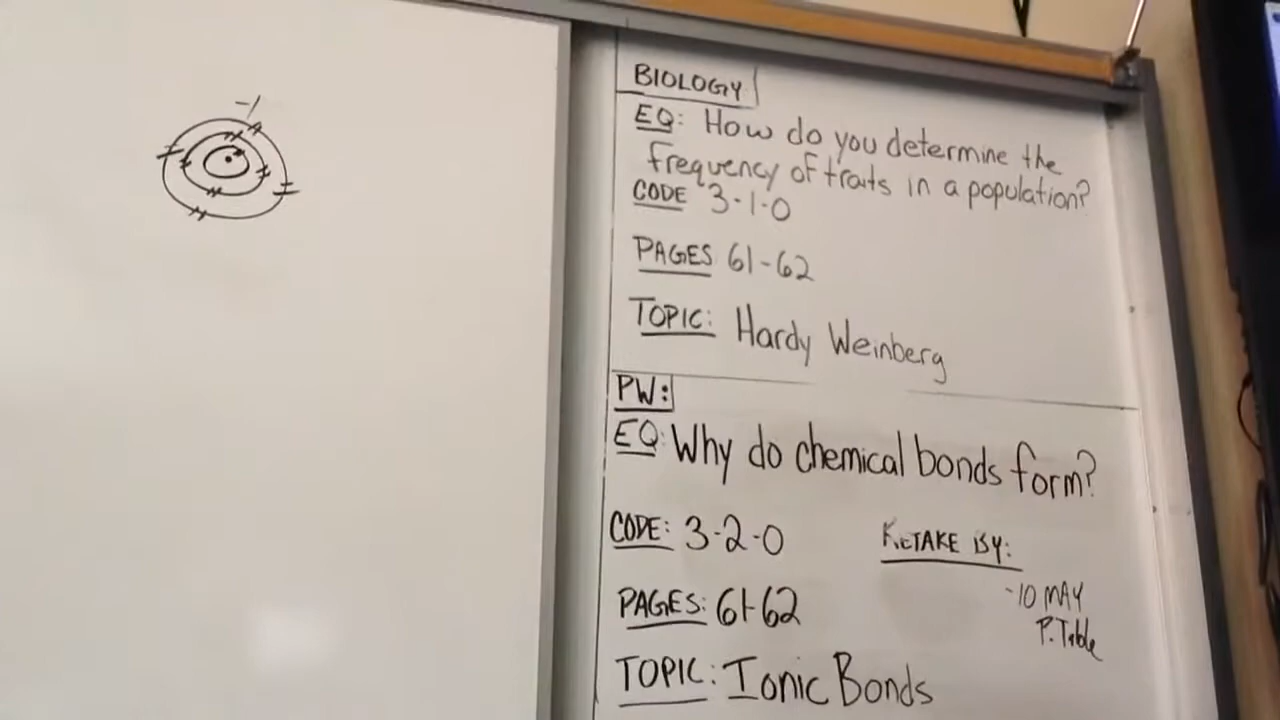 -1
BIOLOGY
EQ: How do you determine the
frequency of traits in a population?
CODE 3-1-0
PAGES 61-62
TOPIC: Hardy Weinberg
PW:
EQ: Why do chemical bonds form?
CODE: 3-2-0
RETAKE BY:
-10 MAY
P. Table
PAGES: 61-62
TOPIC: Ionic Bonds